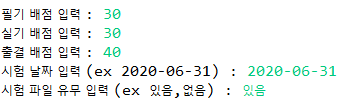 필기 배점 입력 : 30
실기 배점 입력 : 30
출결 배점 입력 : 40
시험 날짜 입력 (ex 2020-06-31) : 2020-06-31
시험 파일 유무 입력 (ex 있음,없음) : 있음